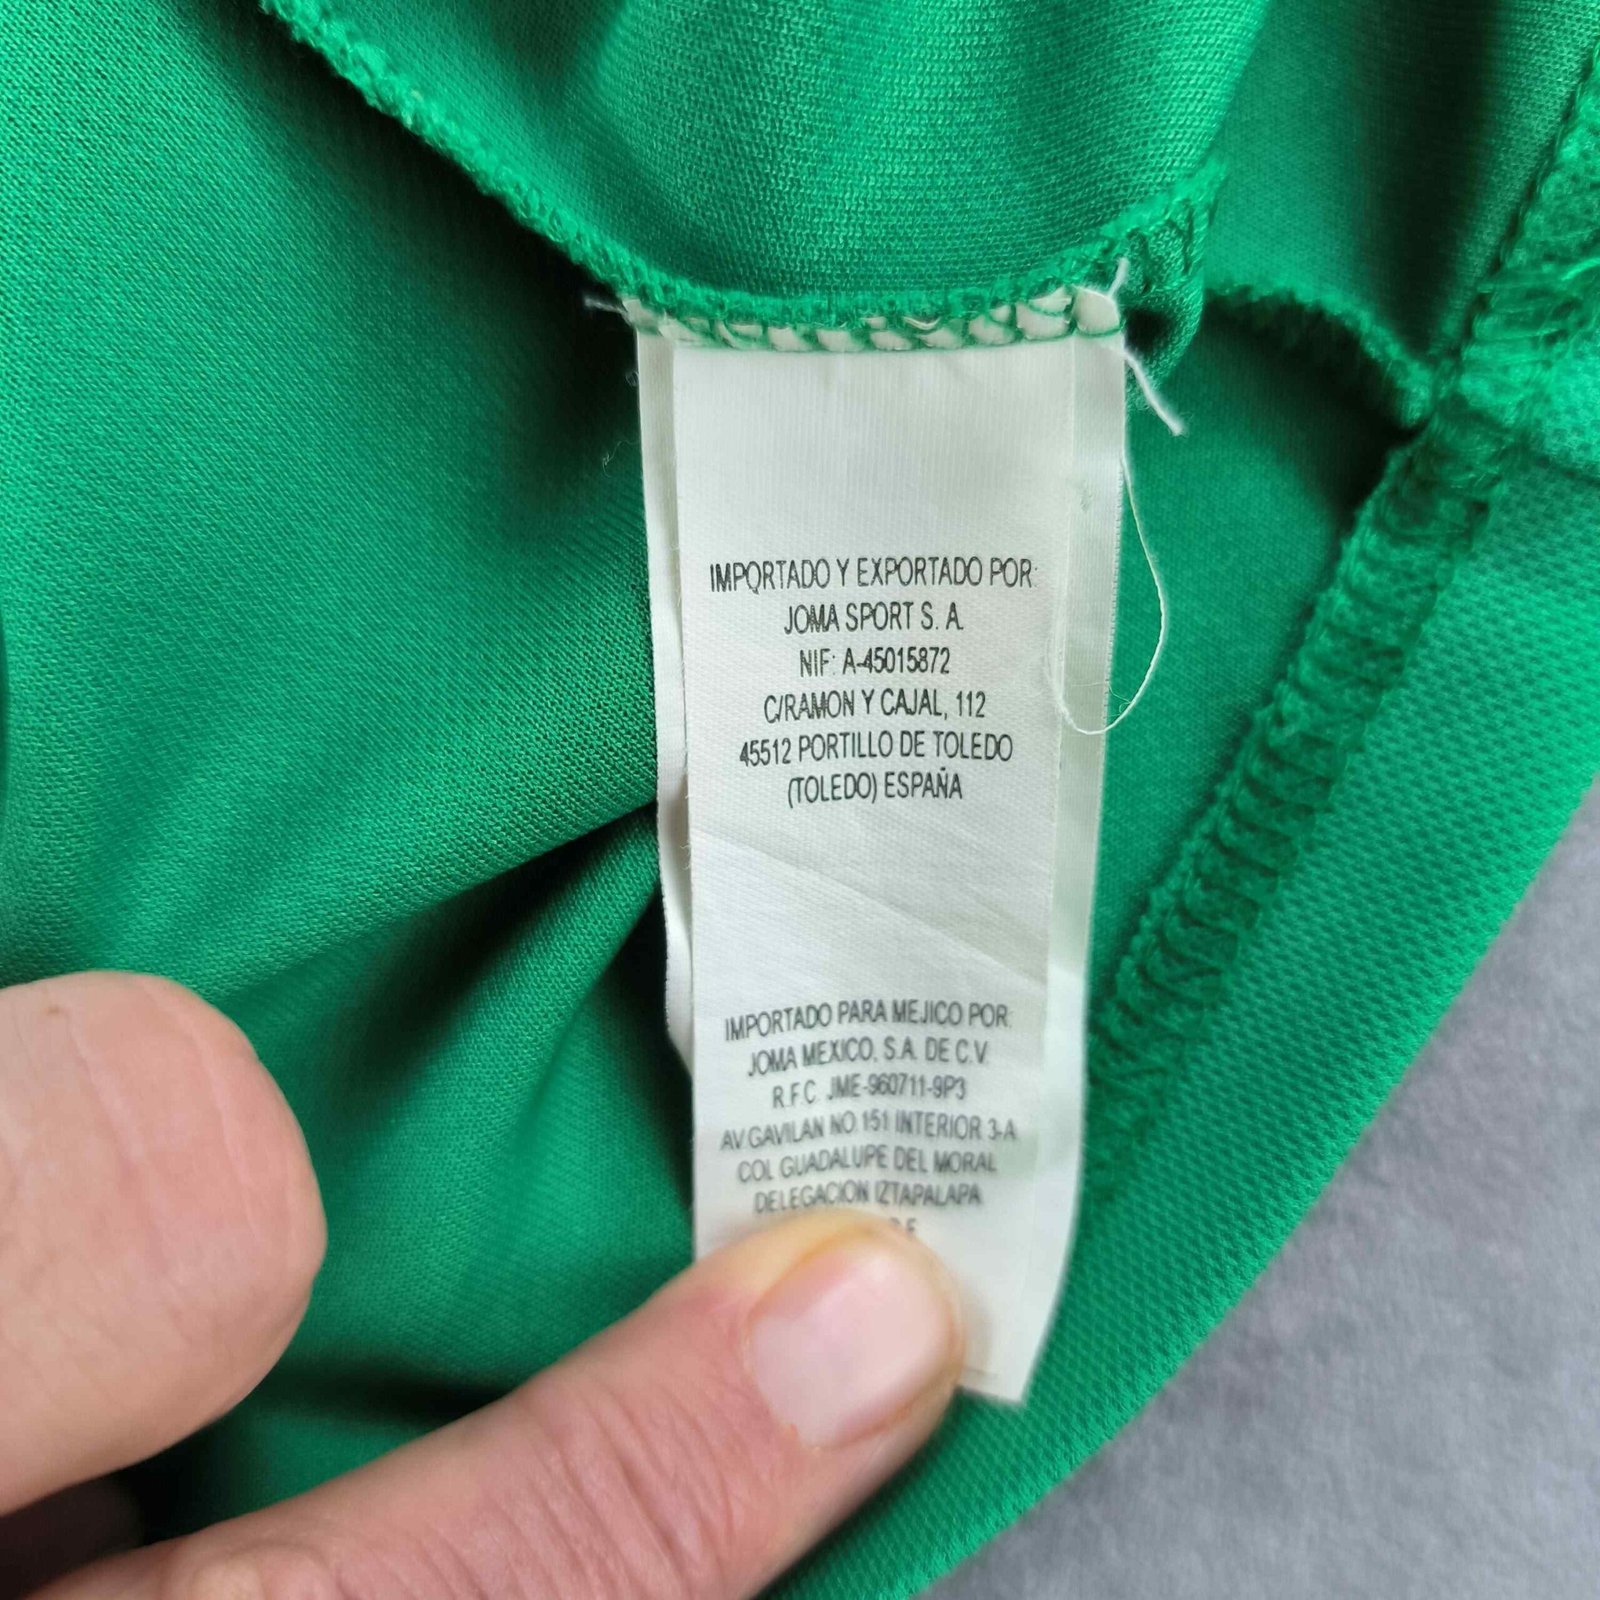 IMPORTADO Y EXPORTADO POR:
JOMA SPORT S. A.
NIF: A-45015872
C/RAMON Y CAJAL, 112
45512 PORTILLO DE TOLEDO
(TOLEDO) ESPAÑA
IMPORTADO PARA MEJICO POR:
JOMA MEXICO, S.A. DE C.V.
R.F.C. JME-960711-9P3
AV.GAVILAN NO.151 INTERIOR 3-A
COL GUADALUPE DEL MORAL
DELEGACION IZTAPALAPA